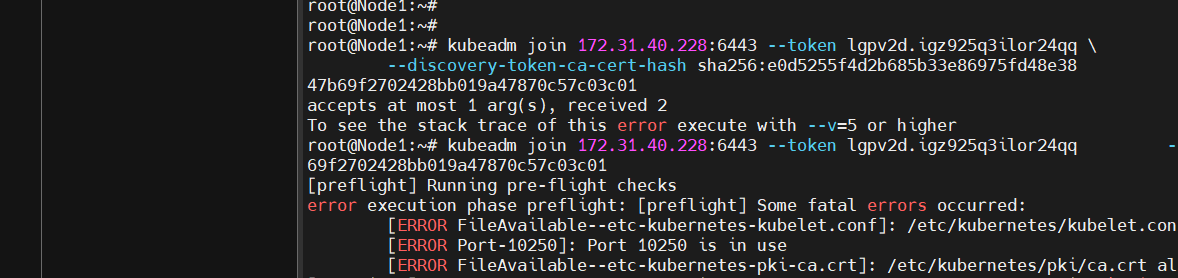 root@Node1:~#
root@Node1:~#
root@Node1:~# kubeadm join 172.31.40.228:6443 --token lgpv2d.igz925q3ilor24qq \
--discovery-token-ca-cert-hash sha256:e0d5255f4d2b685b33e86975fd48e38
47b69f2702428bb019a47870c57c03c01
accepts at most 1 arg(s), received 2
To see the stack trace of this error execute with --v=5 or higher
root@Node1:~# kubeadm join 172.31.40.228:6443 --token lgpv2d.igz925q3ilor24qq -
69f2702428bb019a47870c57c03c01
[preflight] Running pre-flight checks
error execution phase preflight: [preflight] Some fatal errors occurred:
[ERROR FileAvailable--etc-kubernetes-kubelet.conf]: /etc/kubernetes/kubelet.con
[ERROR Port-10250]: Port 10250 is in use
[ERROR FileAvailable--etc-kubernetes-pki-ca.crt]: /etc/kubernetes/pki/ca.crt al